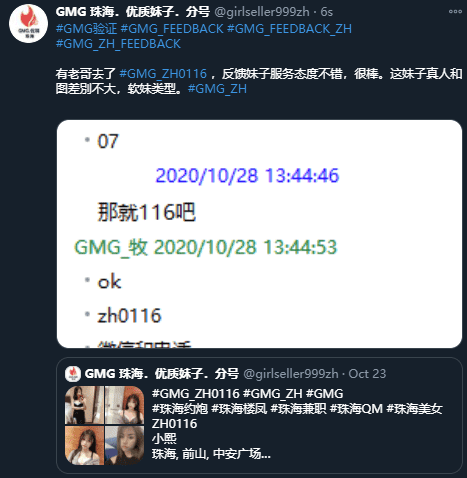 GMG 珠海．优质妹子．分号 @girlseller999zh · 6s
#GMG验证 #GMG_FEEDBACK #GMG_FEEDBACK_ZH
#GMG_ZH_FEEDBACK
有老哥去了 #GMG_ZH0116 ，反馈妹子服务态度不错，很棒。这妹子真人和
图差别不大，软妹类型。#GMG_ZH
07
2020/10/28 13:44:46
那就116吧
GMG_牧 2020/10/28 13:44:53
ok
zh0116
微信和电话
GMG 珠海．优质妹子．分号 @girlseller999zh · Oct 23
#GMG_ZH0116 #GMG_ZH #GMG
#珠海约炮 #珠海楼凤 #珠海兼职 #珠海QM #珠海美女
ZH0116
小熙
珠海, 前山, 中安广场...